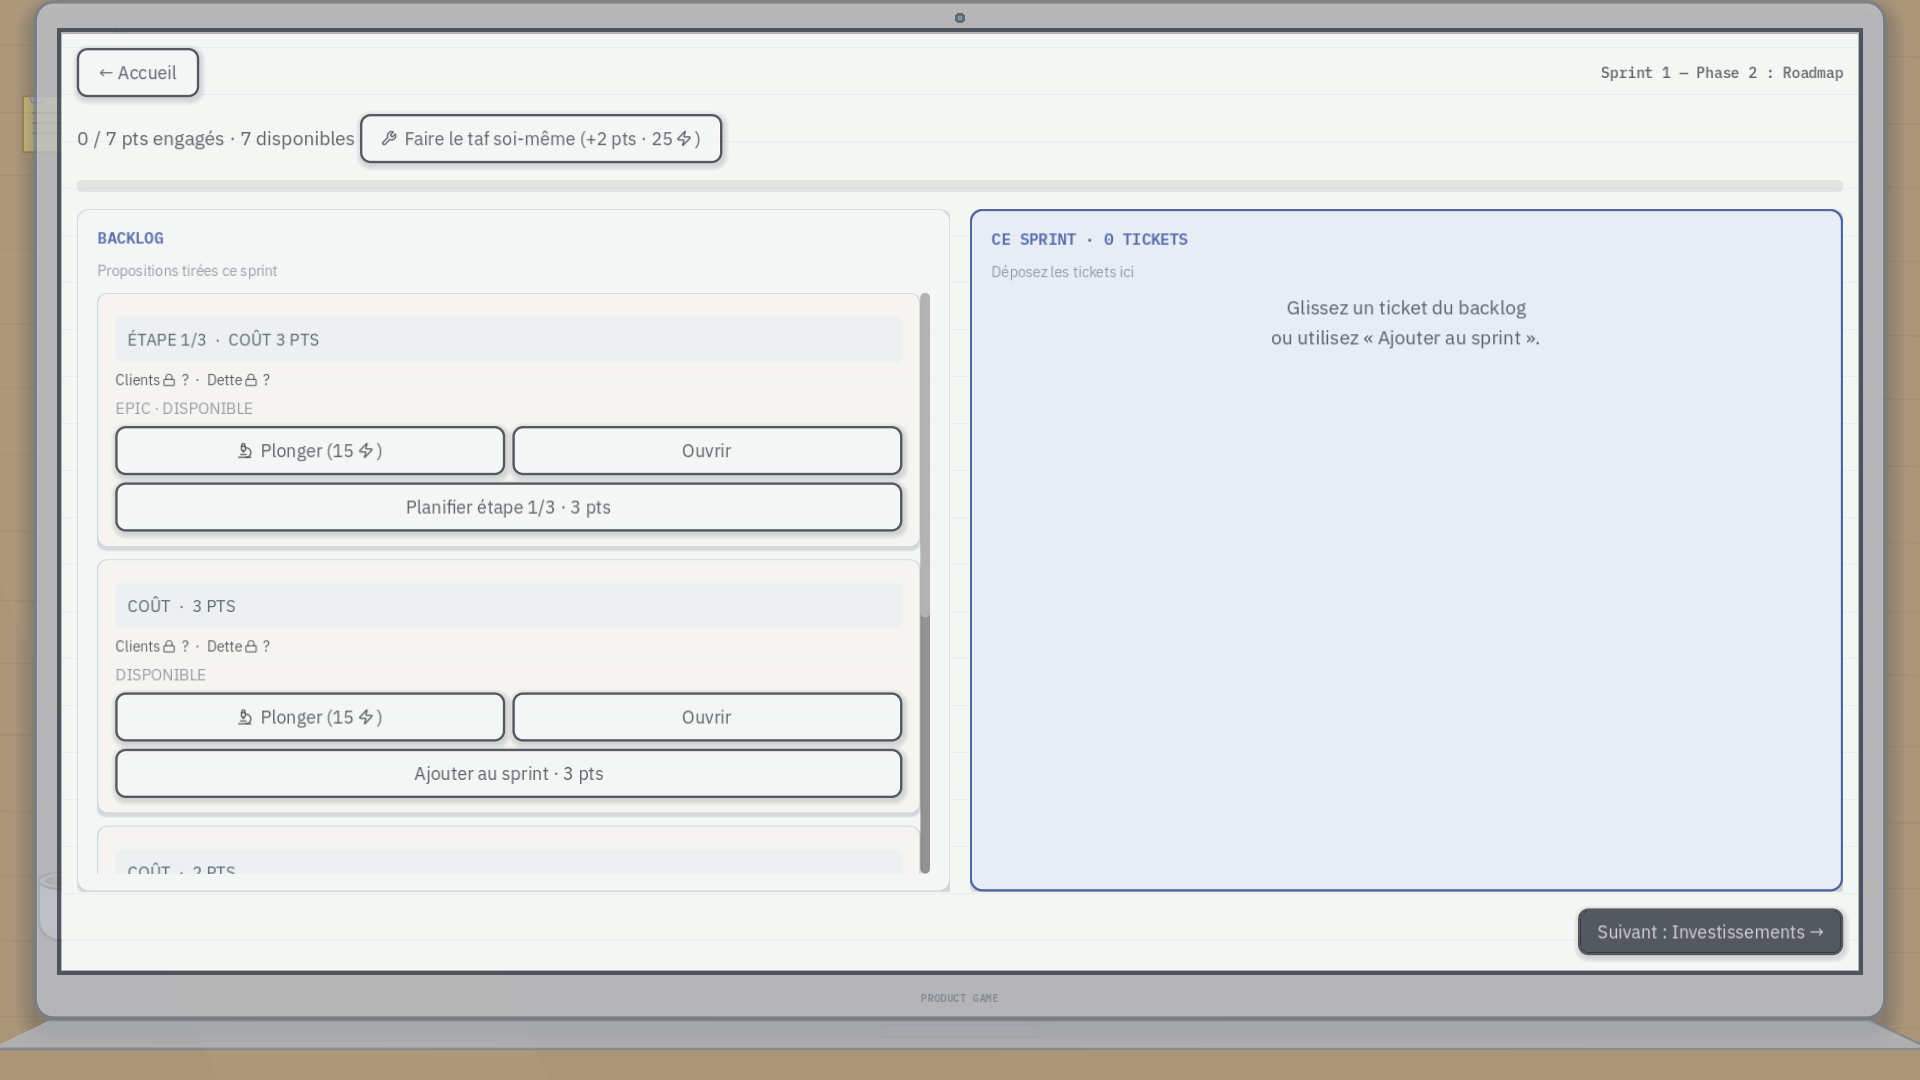 ← Accueil
Sprint 1 — Phase 2 : Roadmap
0 / 7 pts engagés · 7 disponibles
Faire le taf soi-même (+2 pts · 25⚡)
BACKLOG
Propositions tirées ce sprint
ÉTAPE 1/3 · COÛT 3 PTS
Clients ? · Dette ?
EPIC · DISPONIBLE
Plonger (15⚡)
Ouvrir
Planifier étape 1/3 · 3 pts
COÛT · 3 PTS
Clients ? · Dette ?
DISPONIBLE
Plonger (15⚡)
Ouvrir
Ajouter au sprint · 3 pts
COÛT · 2 PTS
CE SPRINT · 0 TICKETS
Déposez les tickets ici
Glissez un ticket du backlog
ou utilisez « Ajouter au sprint ».
Suivant : Investissements →
PRODUCT GAME